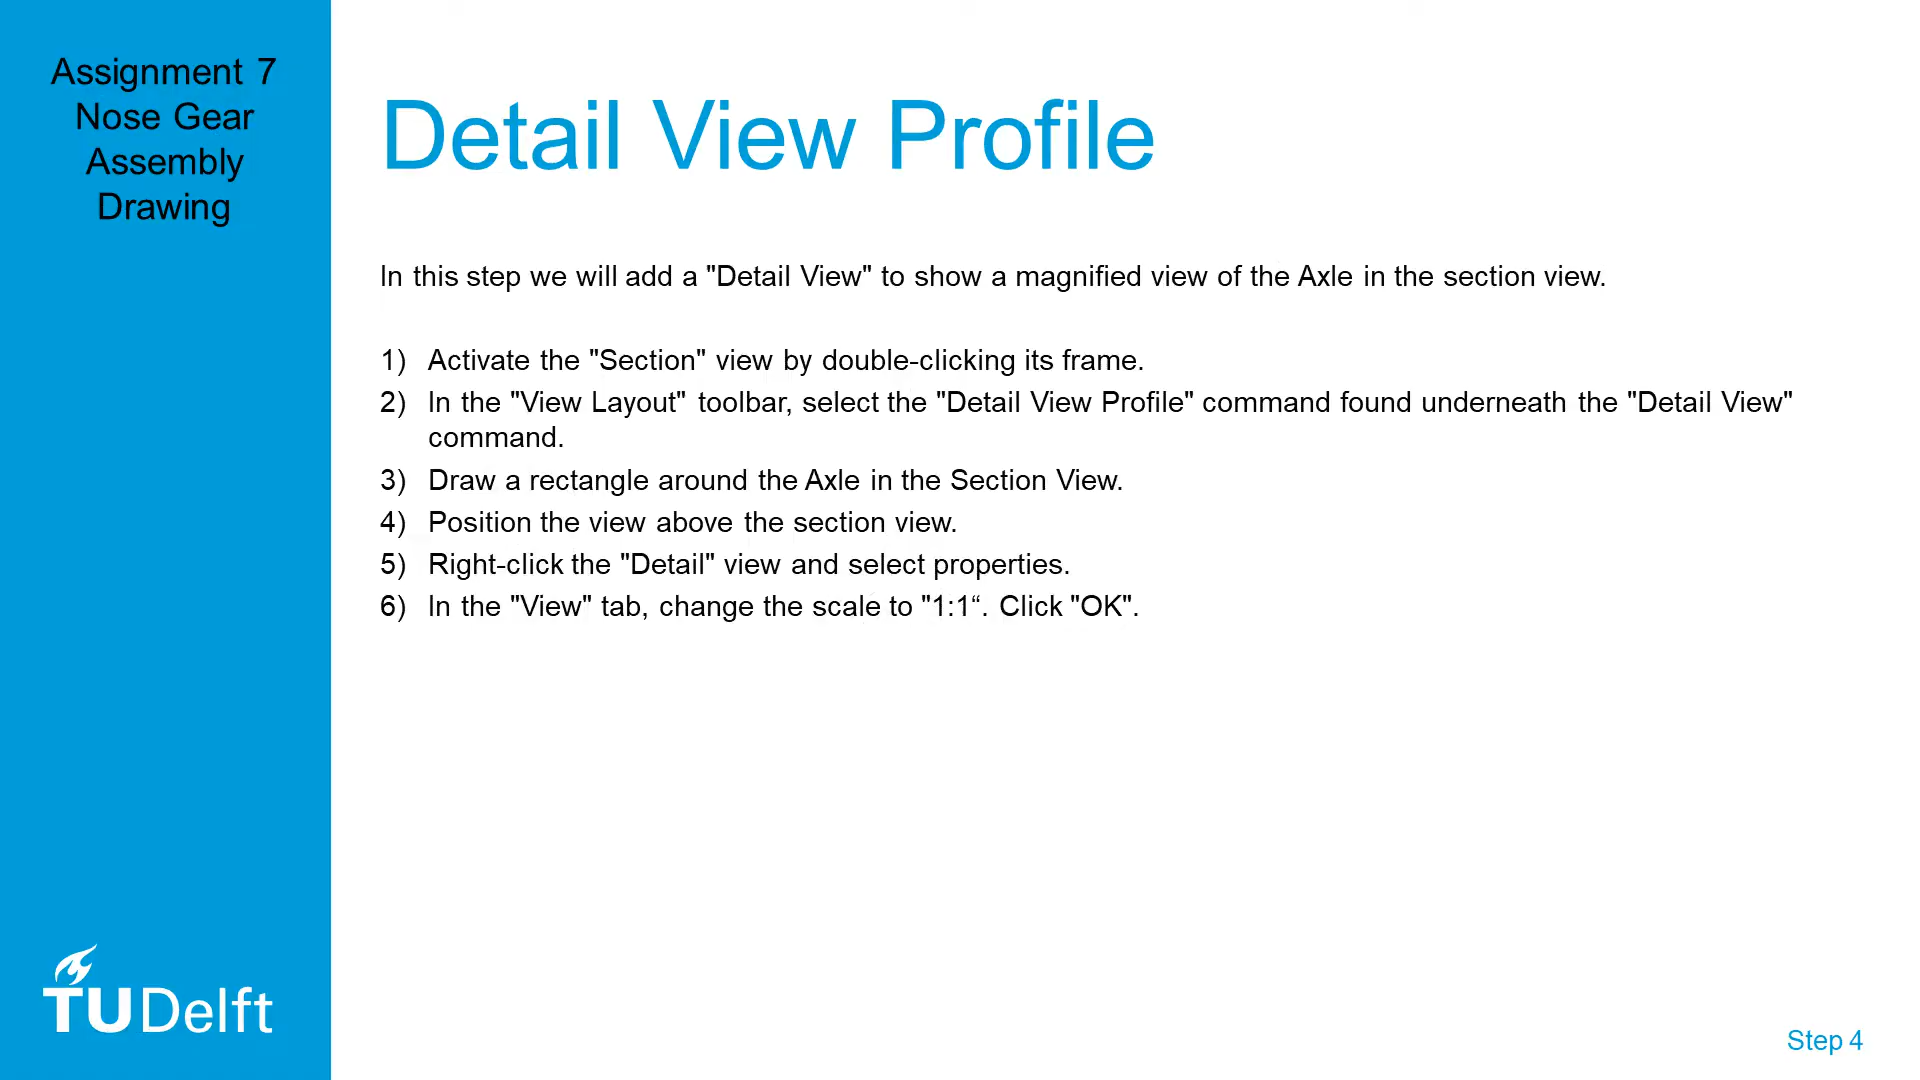 Assignment 7
Nose Gear
Assembly
Drawing
Detail View Profile
In this step we will add a "Detail View" to show a magnified view of the Axle in the section view.
1) Activate the "Section" view by double-clicking its frame.
2) In the "View Layout" toolbar, select the "Detail View Profile" command found underneath the "Detail View"
command.
3) Draw a rectangle around the Axle in the Section View.
4) Position the view above the section view.
5) Right-click the "Detail" view and select properties.
6) In the "View" tab, change the scale to "1:1“. Click "OK".
TUDelft
Step 4